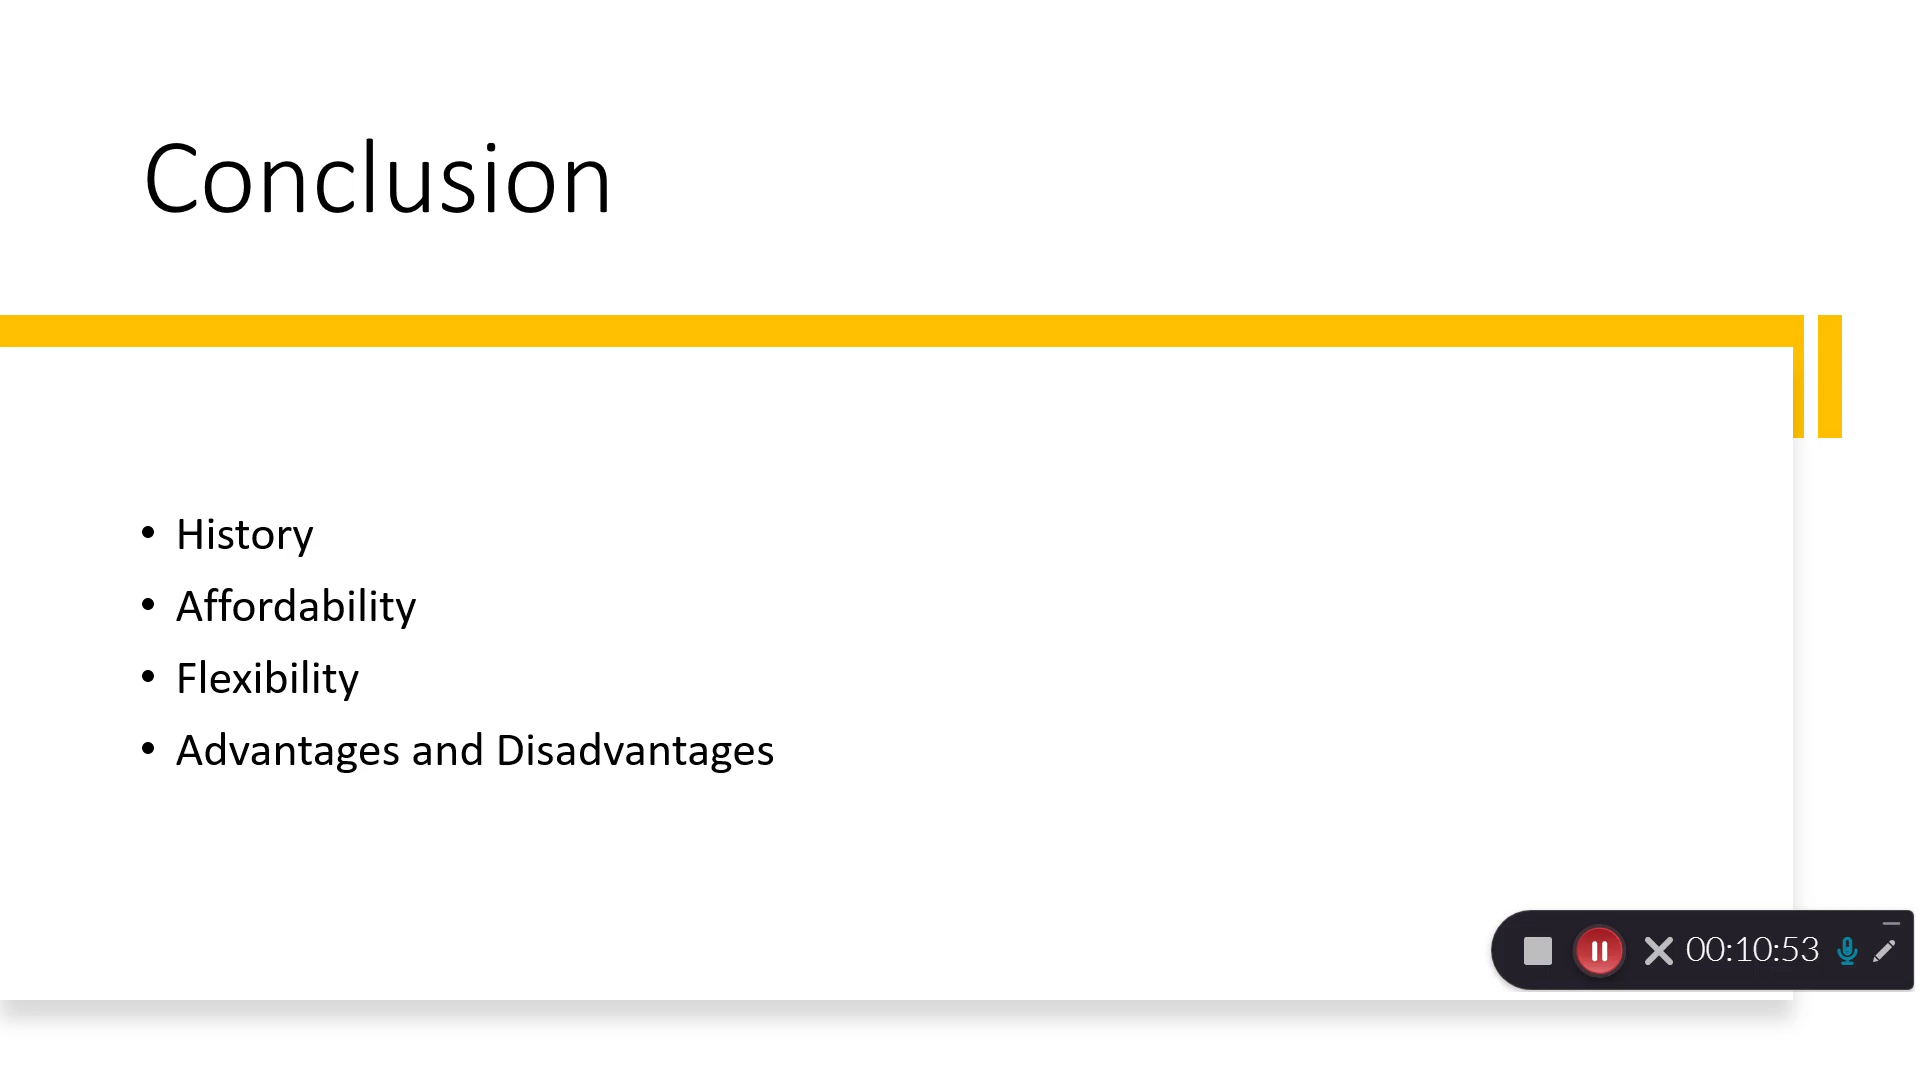 Conclusion
• History
• Affordability
• Flexibility
• Advantages and Disadvantages
00:10:53